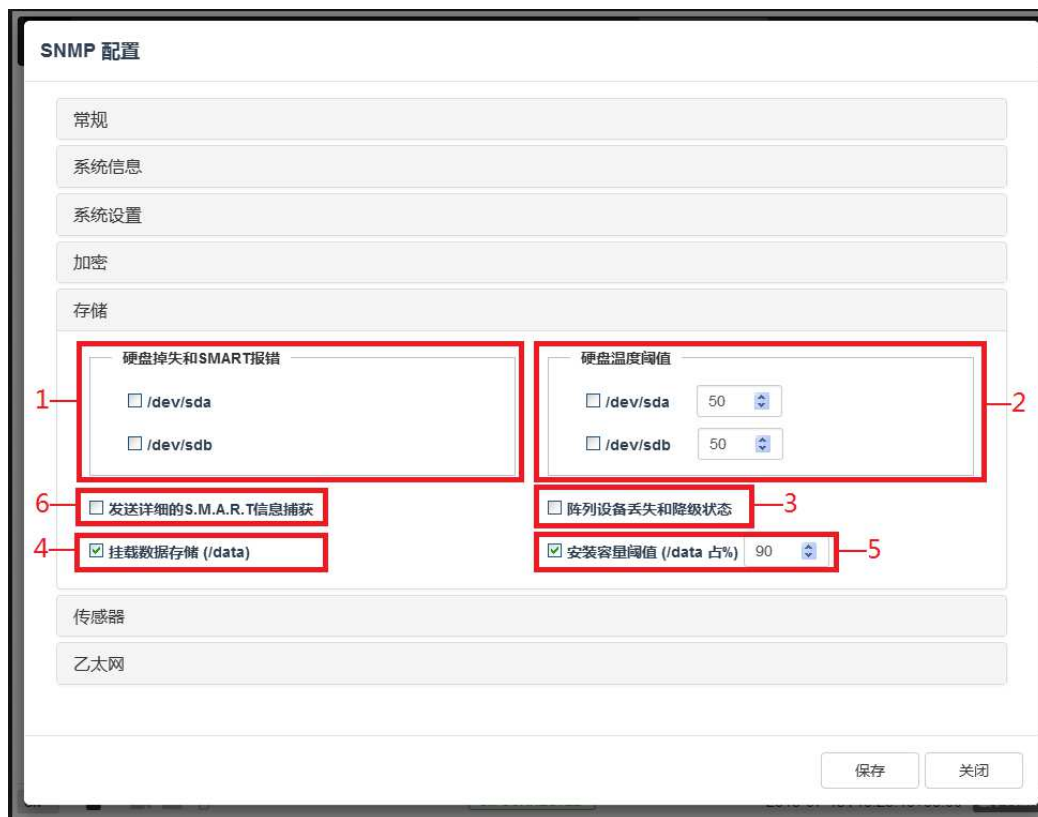 SNMP 配置
常规
系统信息
系统设置
加密
存储
硬盘掉失和SMART报错
硬盘温度阈值
1
/dev/sda
/dev/sda 50
2
/dev/sdb
/dev/sdb 50
6
发送详细的S.M.A.R.T信息捕获
阵列设备丢失和降级状态
3
4
挂载数据存储 (/data)
安装容量阈值 (/data 占%) 90
5
传感器
乙太网
保存
关闭